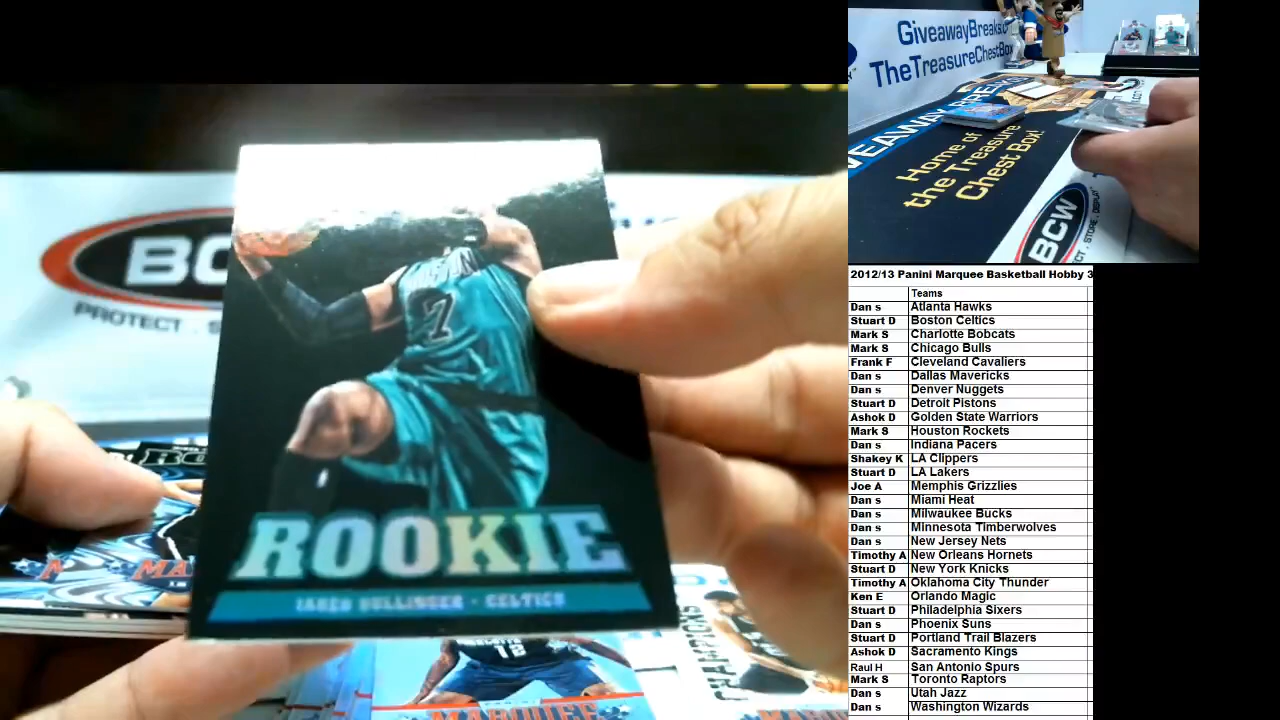 BC
PROTECT . S
7
ROOKIE
JARED SULLINGER - CELTICS
12
MARQUEE
GiveawayBreaks.c
TheTreasureChestBox
Home of
the Treasure
Chest Box!
BCW
STORE . DISPLAY
2012/13 Panini Marquee Basketball Hobby 3
Teams
Dan s Atlanta Hawks
Stuart D Boston Celtics
Mark S Charlotte Bobcats
Mark S Chicago Bulls
Frank F Cleveland Cavaliers
Dan s Dallas Mavericks
Dan s Denver Nuggets
Stuart D Detroit Pistons
Ashok D Golden State Warriors
Mark S Houston Rockets
Dan s Indiana Pacers
Shakey K LA Clippers
Stuart D LA Lakers
Joe A Memphis Grizzlies
Dan s Miami Heat
Dan s Milwaukee Bucks
Dan s Minnesota Timberwolves
Dan s New Jersey Nets
Timothy A New Orleans Hornets
Stuart D New York Knicks
Timothy A Oklahoma City Thunder
Ken E Orlando Magic
Stuart D Philadelphia Sixers
Dan s Phoenix Suns
Stuart D Portland Trail Blazers
Ashok D Sacramento Kings
Raul H San Antonio Spurs
Mark S Toronto Raptors
Dan s Utah Jazz
Dan s Washington Wizards